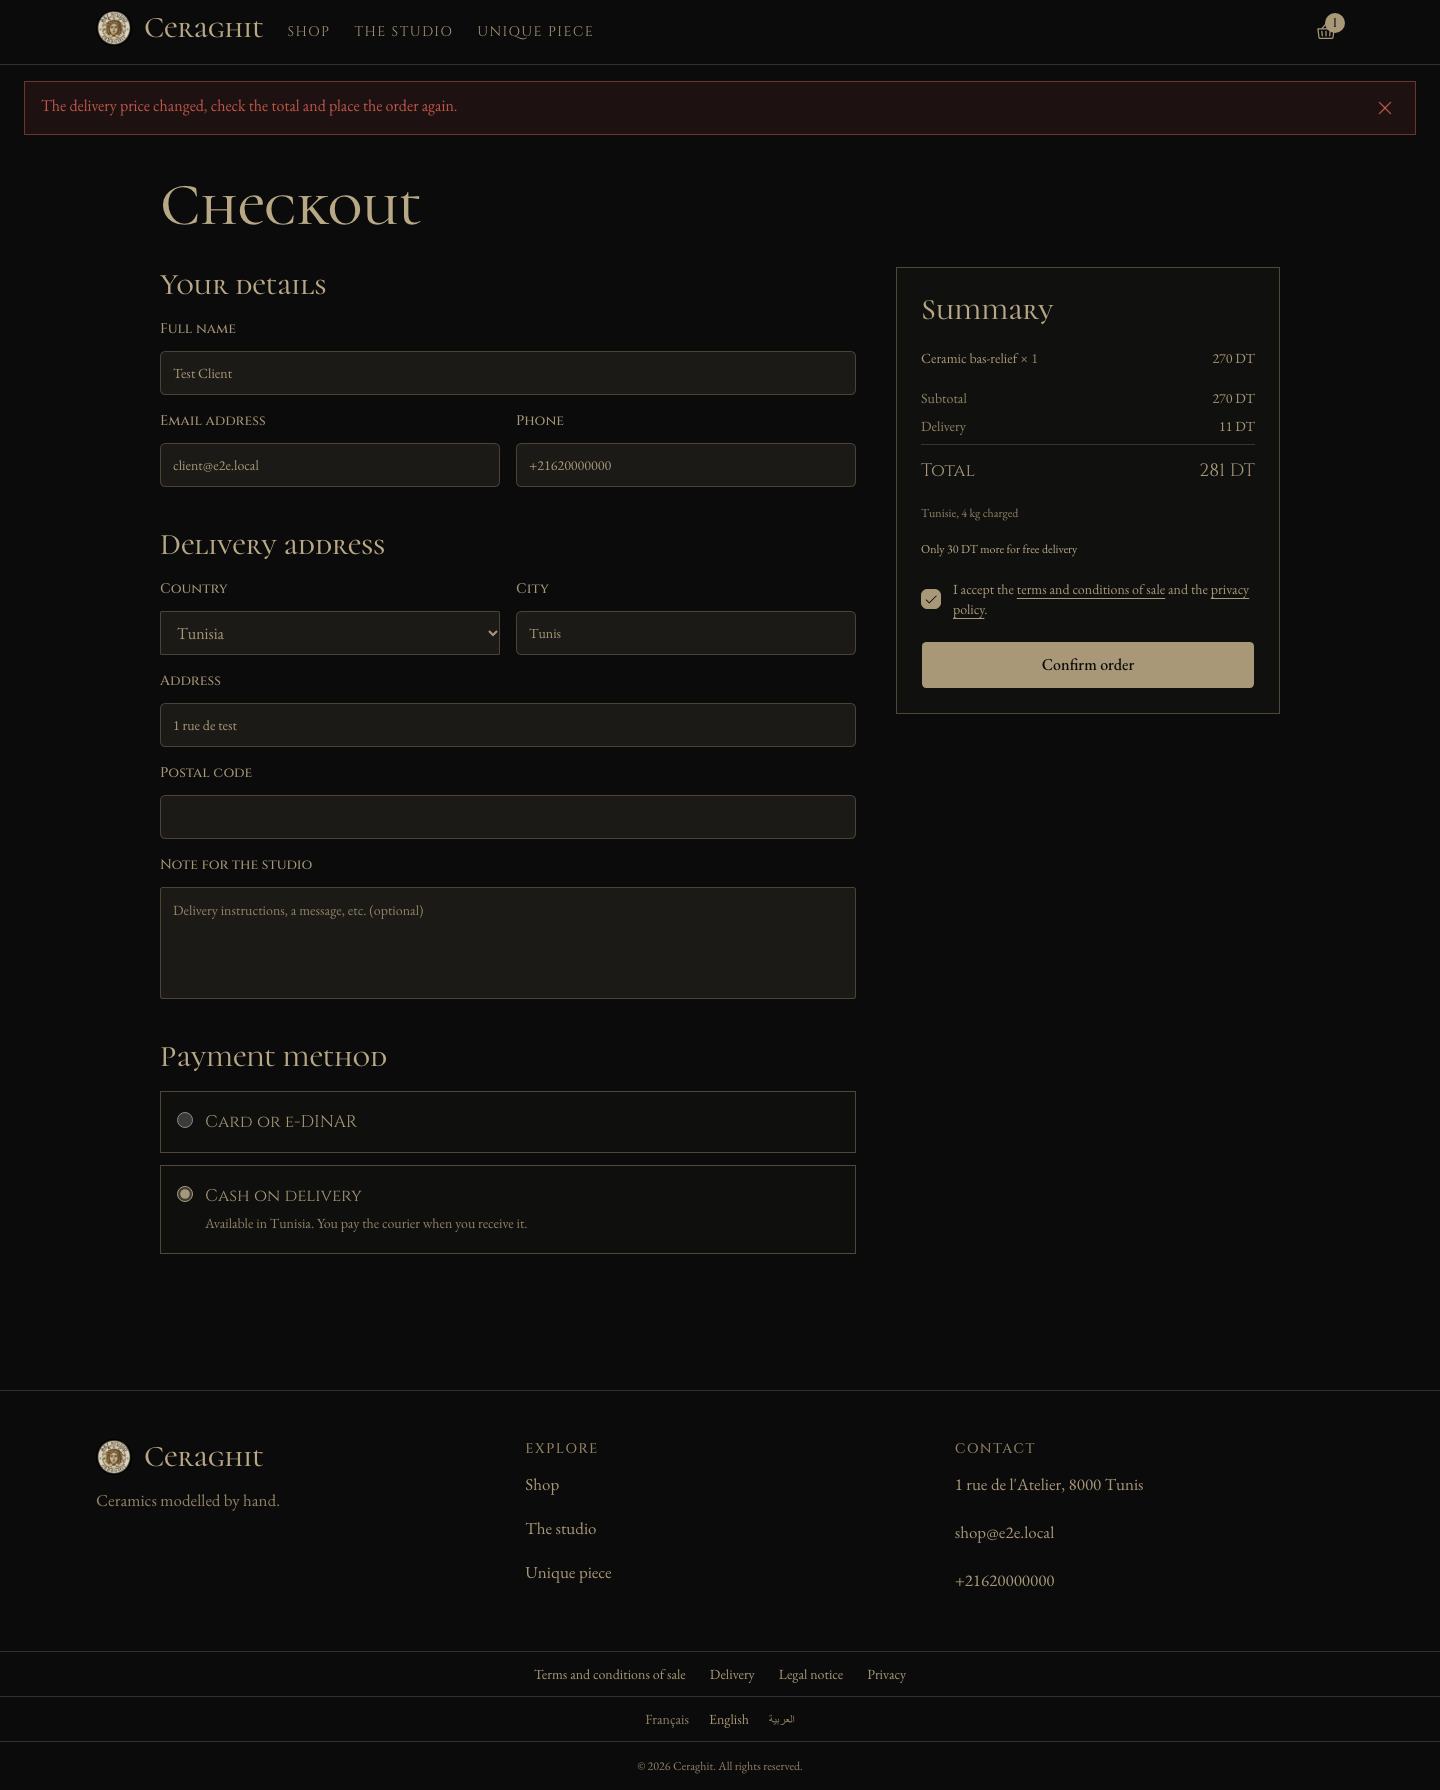 Ceraghit
SHOP
THE STUDIO
UNIQUE PIECE
1
The delivery price changed, check the total and place the order again.
Checkout
Your details
Full name
Test Client
Email address
Phone
client@e2e.local
+21620000000
Delivery address
Country
City
Tunisia
Tunis
Address
1 rue de test
Postal code
Note for the studio
Delivery instructions, a message, etc. (optional)
Payment method
Card or e-DINAR
Cash on delivery
Available in Tunisia. You pay the courier when you receive it.
Summary
Ceramic bas-relief × 1 270 DT
Subtotal 270 DT
Delivery 11 DT
Total 281 DT
Tunisie, 4 kg charged
Only 30 DT more for free delivery
I accept the terms and conditions of sale and the privacy
policy.
Confirm order
Ceraghit
Ceramics modelled by hand.
EXPLORE
Shop
The studio
Unique piece
CONTACT
1 rue de l'Atelier, 8000 Tunis
shop@e2e.local
+21620000000
Terms and conditions of sale Delivery Legal notice Privacy
Français English العربية
© 2026 Ceraghit. All rights reserved.